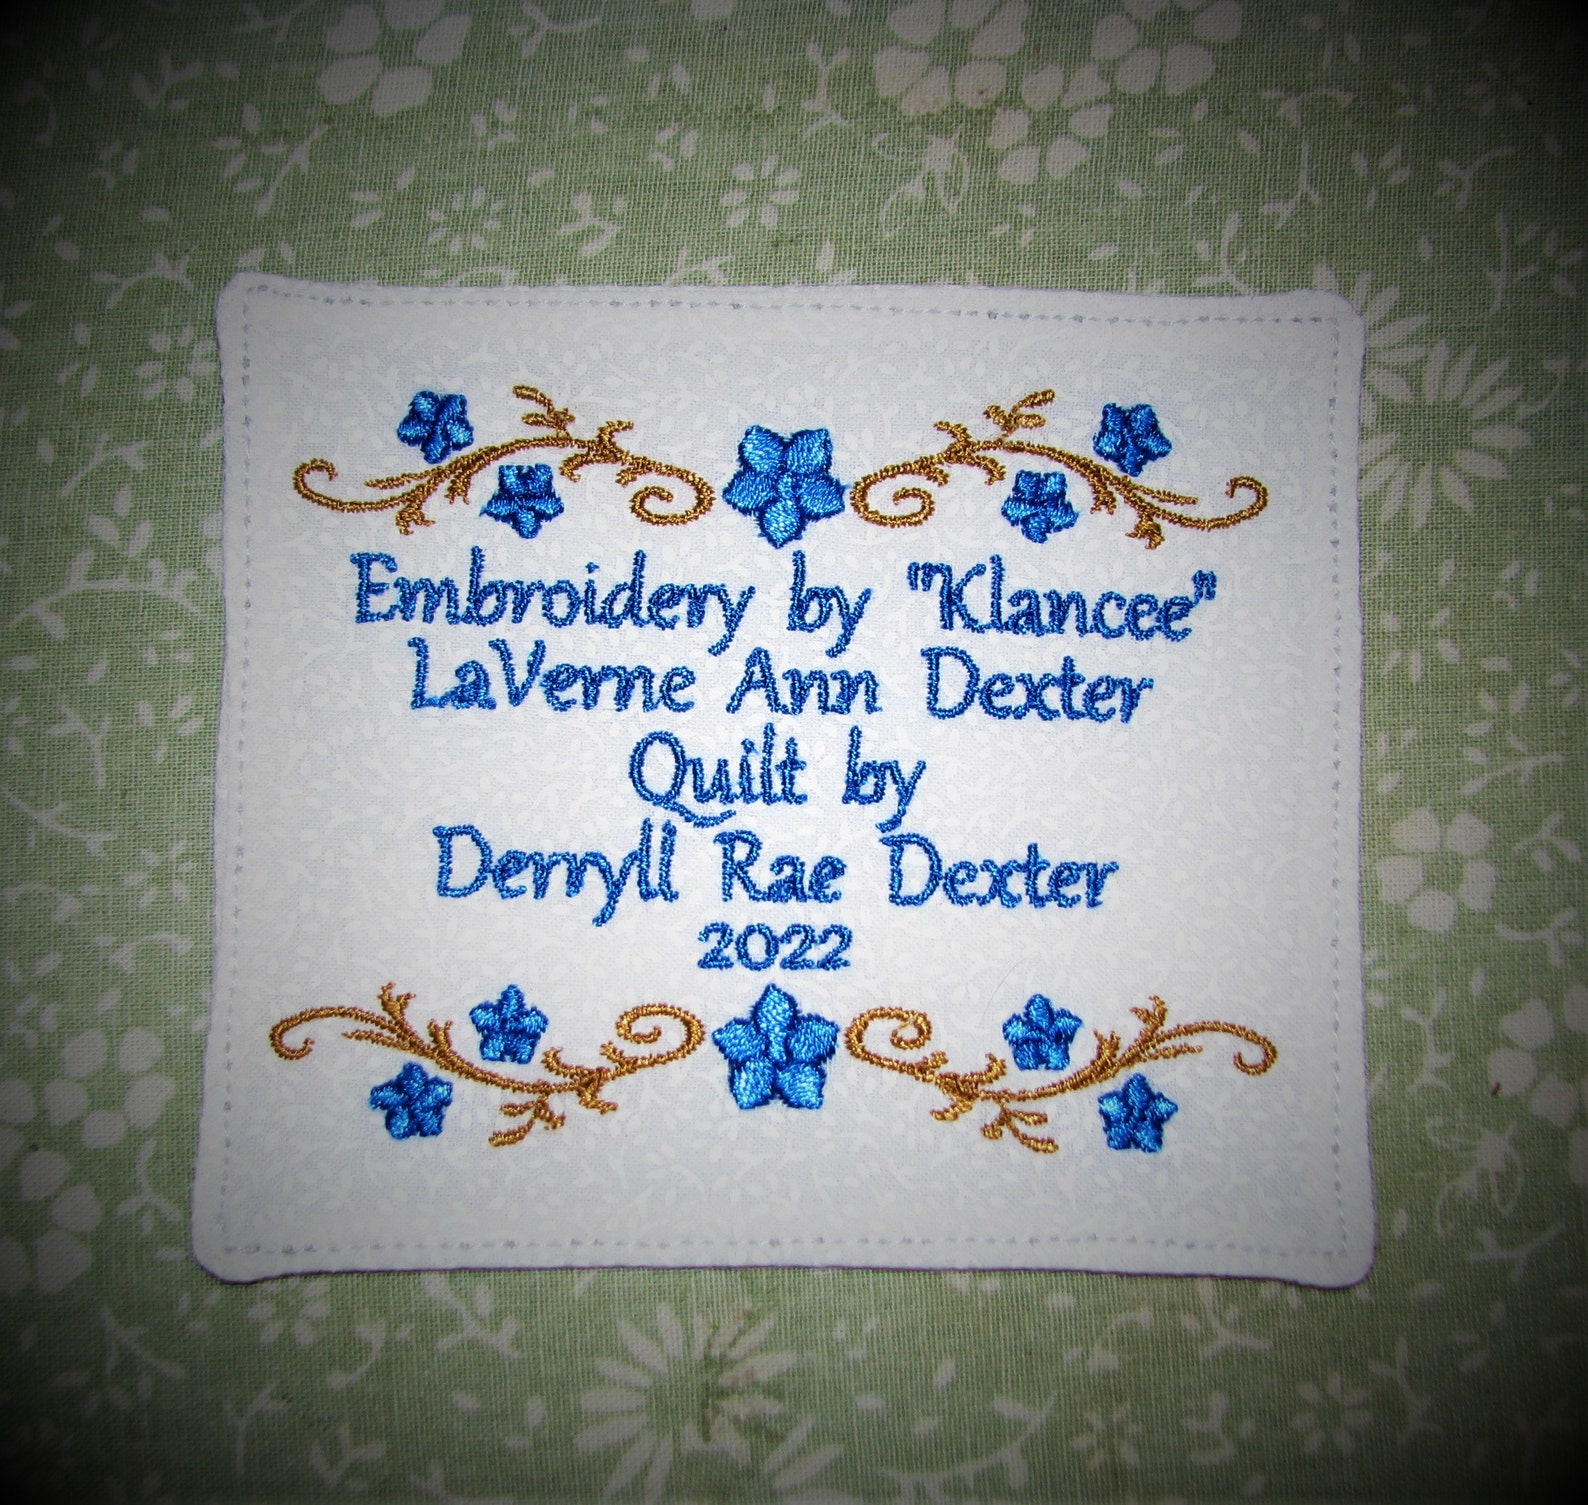 Embroidery by "Klancee"
LaVerne Ann Dexter
Quilt by
Derryll Rae Dexter
2022